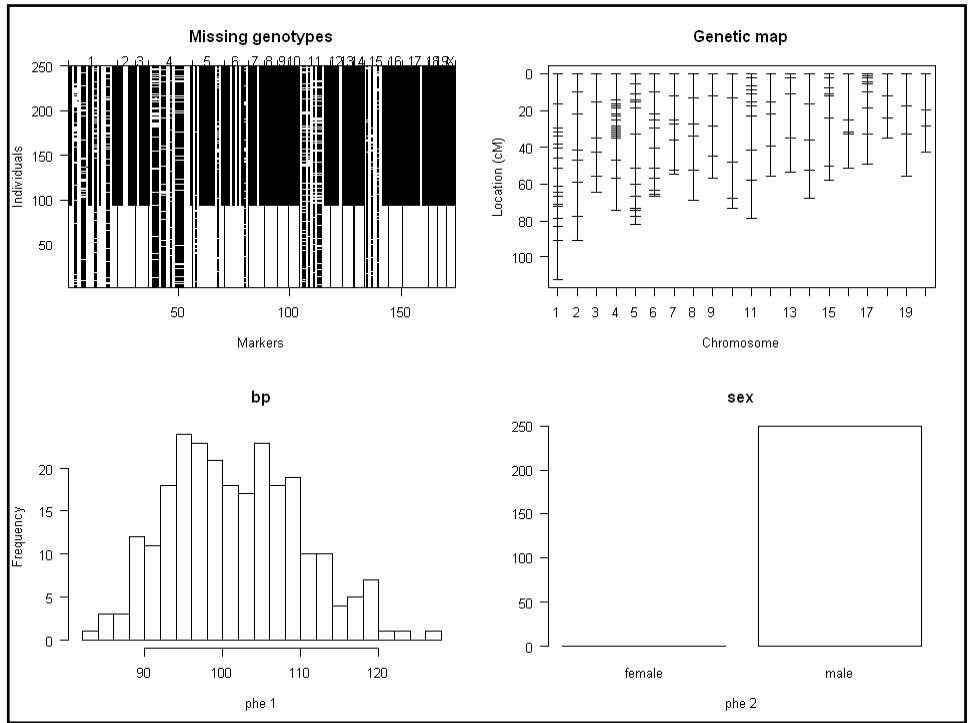 Missing genotypes
1 2 3 4 5 6 7 8 9 10 11 12 13 14 15 16 17 18 19 X
250
200
150
100
50
Individuals
50 100 150
Markers
Genetic map
0
20
40
60
80
100
Location (cM)
1 2 3 4 5 6 7 8 9 11 13 15 17 19
Chromosome
bp
20
15
10
5
0
Frequency
90 100 110 120
phe 1
sex
250
200
150
100
50
0
female male
phe 2